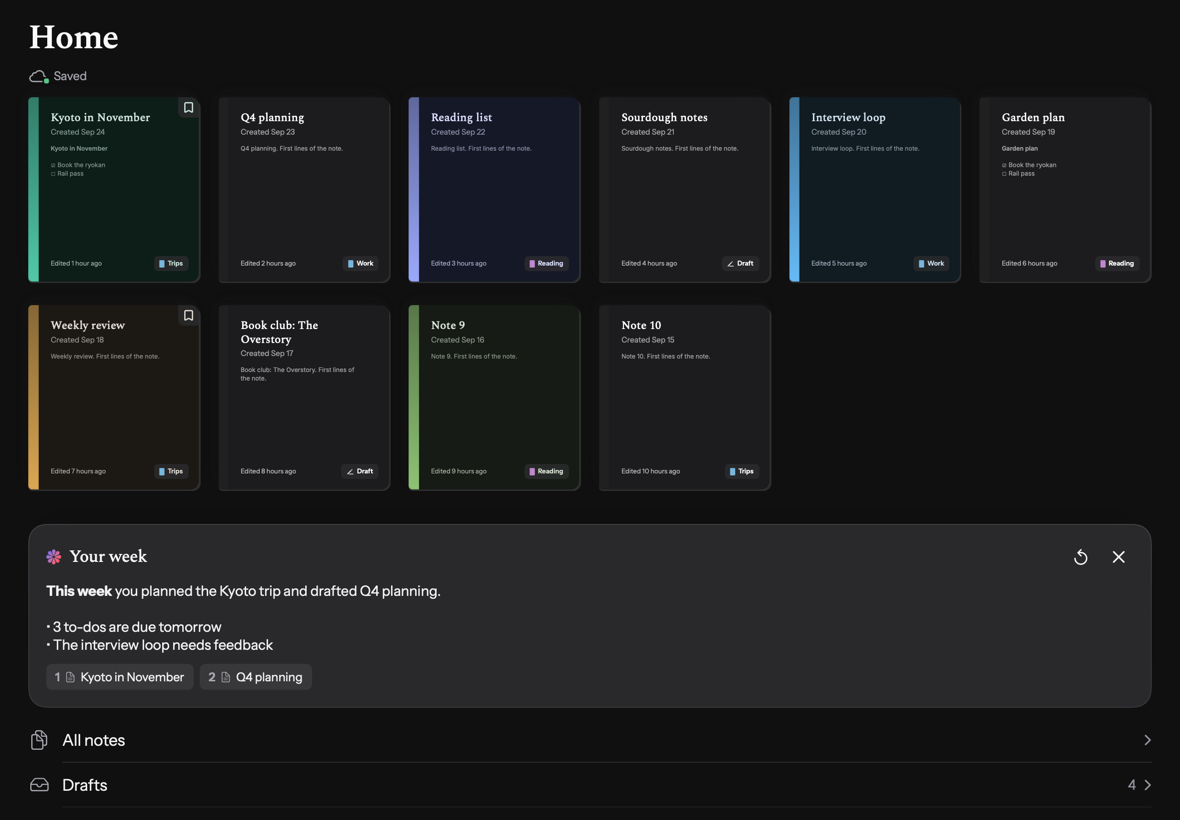 Home
Saved
Kyoto in November
Created Sep 24
Kyoto in November
Book the ryokan
Rail pass
Edited 1 hour ago
Trips
Q4 planning
Created Sep 23
Q4 planning. First lines of the note.
Edited 2 hours ago
Work
Reading list
Created Sep 22
Reading list. First lines of the note.
Edited 3 hours ago
Reading
Sourdough notes
Created Sep 21
Sourdough notes. First lines of the note.
Edited 4 hours ago
Draft
Interview loop
Created Sep 20
Interview loop. First lines of the note.
Edited 5 hours ago
Work
Garden plan
Created Sep 19
Garden plan
Book the ryokan
Rail pass
Edited 6 hours ago
Reading
Weekly review
Created Sep 18
Weekly review. First lines of the note.
Edited 7 hours ago
Trips
Book club: The
Overstory
Created Sep 17
Book club: The Overstory. First lines of
the note.
Edited 8 hours ago
Draft
Note 9
Created Sep 16
Note 9. First lines of the note.
Edited 9 hours ago
Reading
Note 10
Created Sep 15
Note 10. First lines of the note.
Edited 10 hours ago
Trips
Your week
This week you planned the Kyoto trip and drafted Q4 planning.
• 3 to-dos are due tomorrow
• The interview loop needs feedback
1 Kyoto in November
2 Q4 planning
All notes
Drafts
4